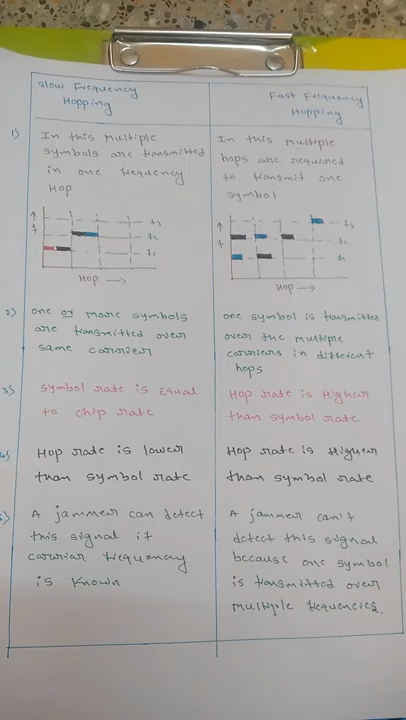 Slow Frequency
Hopping
Fast Frequency
Hopping
1)
In this multiple
symbols are transmitted
in one frequency
Hop
In this multiple
hops are required
to transmit one
symbol
f
f3
f2
f1
Hop →
f
f3
f2
f1
Hop →
2)
one or more symbols
are transmitted over
same carrier
one symbol is transmitted
over the multiple
carriers in different
hops
3)
symbol rate is equal
to chip rate
Hop rate is Higher
than symbol rate
4)
Hop rate is lower
than symbol rate
Hop rate is Higher
than symbol rate
5)
A jammer can detect
this signal if
carrier frequency
is known
A jammer can't
detect this signal
because one symbol
is transmitted over
multiple frequencies.